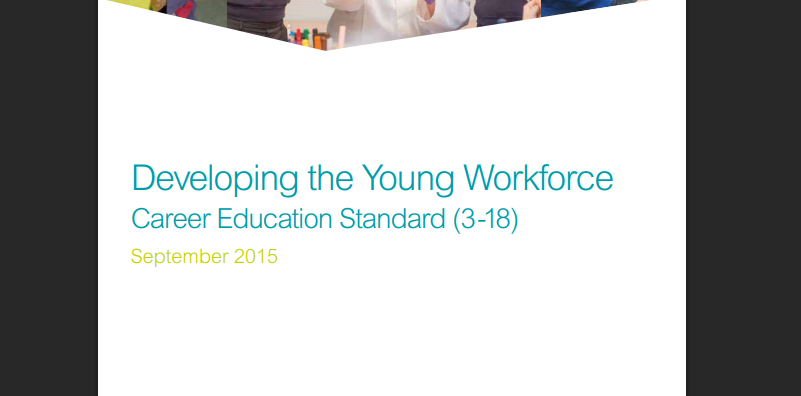 Developing the Young Workforce
Career Education Standard (3-18)
September 2015